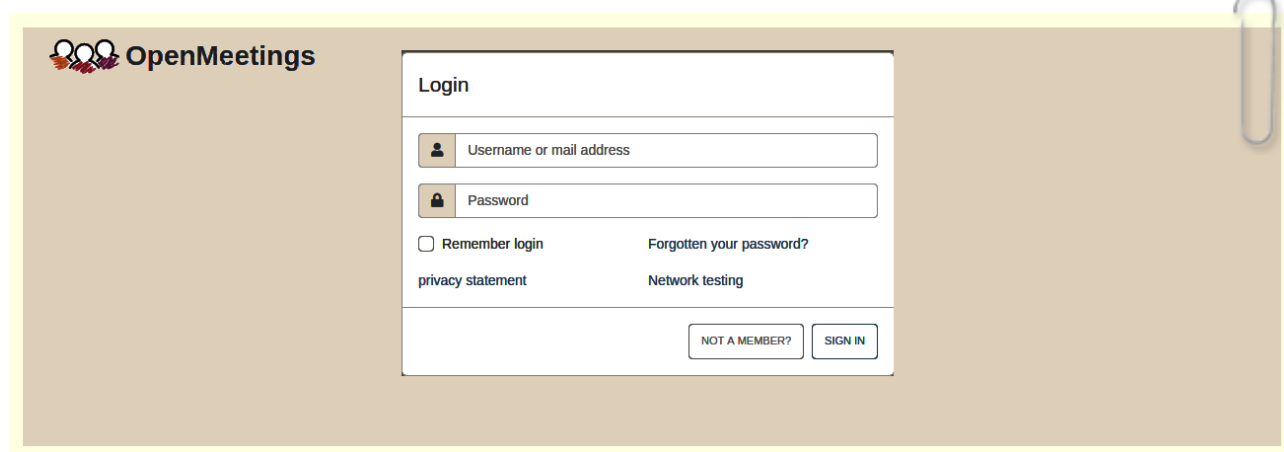 OpenMeetings
Login
Username or mail address
Password
Remember login Forgotten your password?
privacy statement Network testing
NOT A MEMBER? SIGN IN